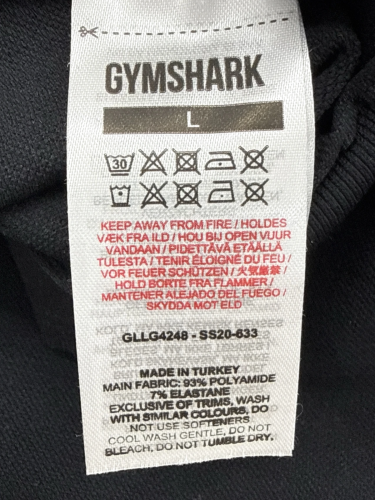 GYMSHARK
L
30
KEEP AWAY FROM FIRE / HOLDES
VÆK FRA ILD / HOU BIJ OPEN VUUR
VANDAAN / PIDETTÄVÄ ETÄÄLLÄ
TULESTA / TENIR ÉLOIGNÉ DU FEU /
VOR FEUER SCHÜTZEN / 火気厳禁 /
HOLD BORTE FRA FLAMMER /
MANTENER ALEJADO DEL FUEGO /
SKYDDA MOT ELD
GLLG4248 - SS20-633
MADE IN TURKEY
MAIN FABRIC: 93% POLYAMIDE
7% ELASTANE
EXCLUSIVE OF TRIMS. WASH
WITH SIMILAR COLOURS, DO
NOT USE SOFTENERS
COOL WASH GENTLE, DO NOT
BLEACH, DO NOT TUMBLE DRY.